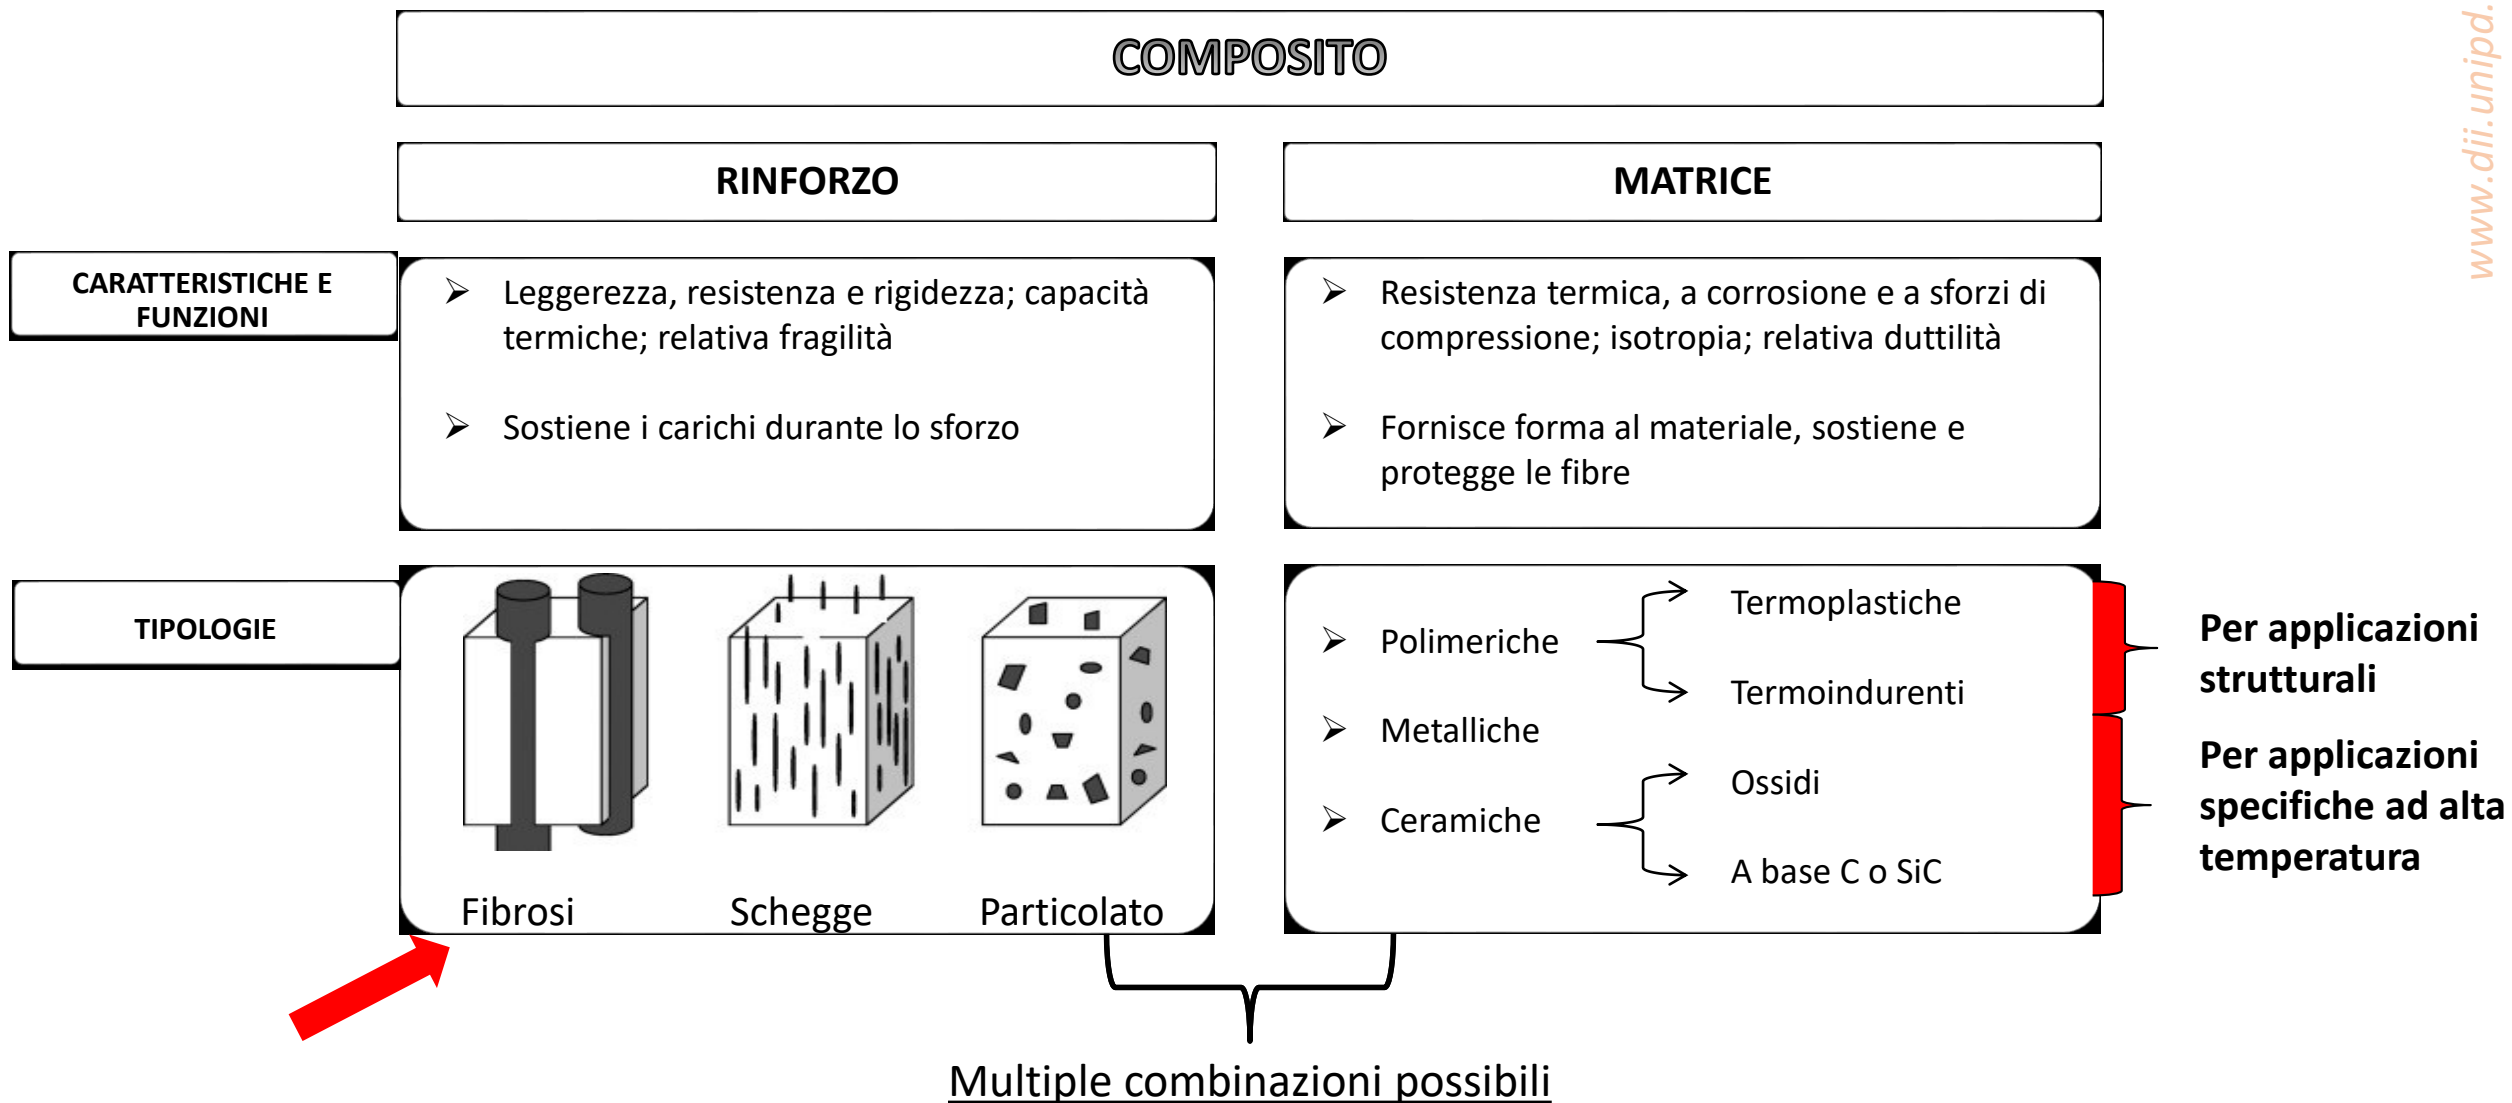 www.dii.unipd.
COMPOSITO
RINFORZO
MATRICE
CARATTERISTICHE E
FUNZIONI
Leggerezza, resistenza e rigidezza; capacità
termiche; relativa fragilità
Sostiene i carichi durante lo sforzo
Resistenza termica, a corrosione e a sforzi di
compressione; isotropia; relativa duttilità
Fornisce forma al materiale, sostiene e
protegge le fibre
TIPOLOGIE
Fibrosi
Schegge
Particolato
Polimeriche
Termoplastiche
Termoindurenti
Metalliche
Ceramiche
Ossidi
A base C o SiC
Per applicazioni
strutturali
Per applicazioni
specifiche ad alta
temperatura
Multiple combinazioni possibili